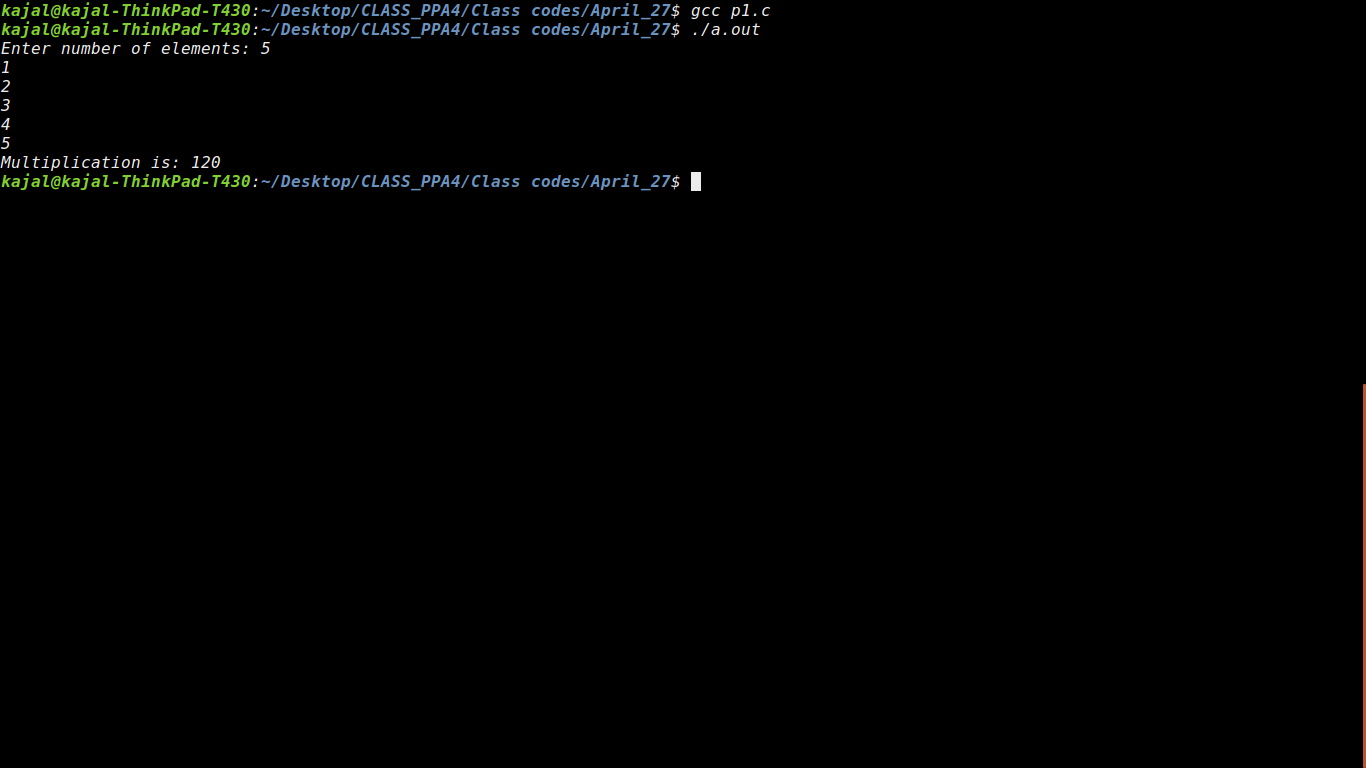 kajal@kajal-ThinkPad-T430:~/Desktop/CLASS_PPA4/Class codes/April_27$ gcc p1.c
kajal@kajal-ThinkPad-T430:~/Desktop/CLASS_PPA4/Class codes/April_27$ ./a.out
Enter number of elements: 5
1
2
3
4
5
Multiplication is: 120
kajal@kajal-ThinkPad-T430:~/Desktop/CLASS_PPA4/Class codes/April_27$